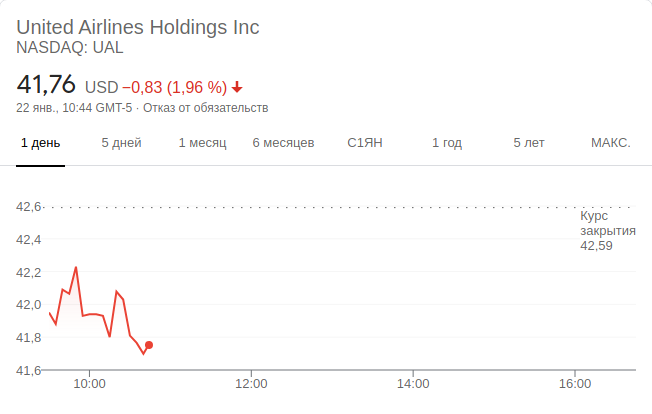 United Airlines Holdings Inc
NASDAQ: UAL
41,76 USD −0,83 (1,96 %)
22 янв., 10:44 GMT-5 · Отказ от обязательств
1 день 5 дней 1 месяц 6 месяцев С1ЯН 1 год 5 лет МАКС.
42,6
Курс
закрытия
42,59
42,4
42,2
42,0
41,8
41,6
10:00 12:00 14:00 16:00